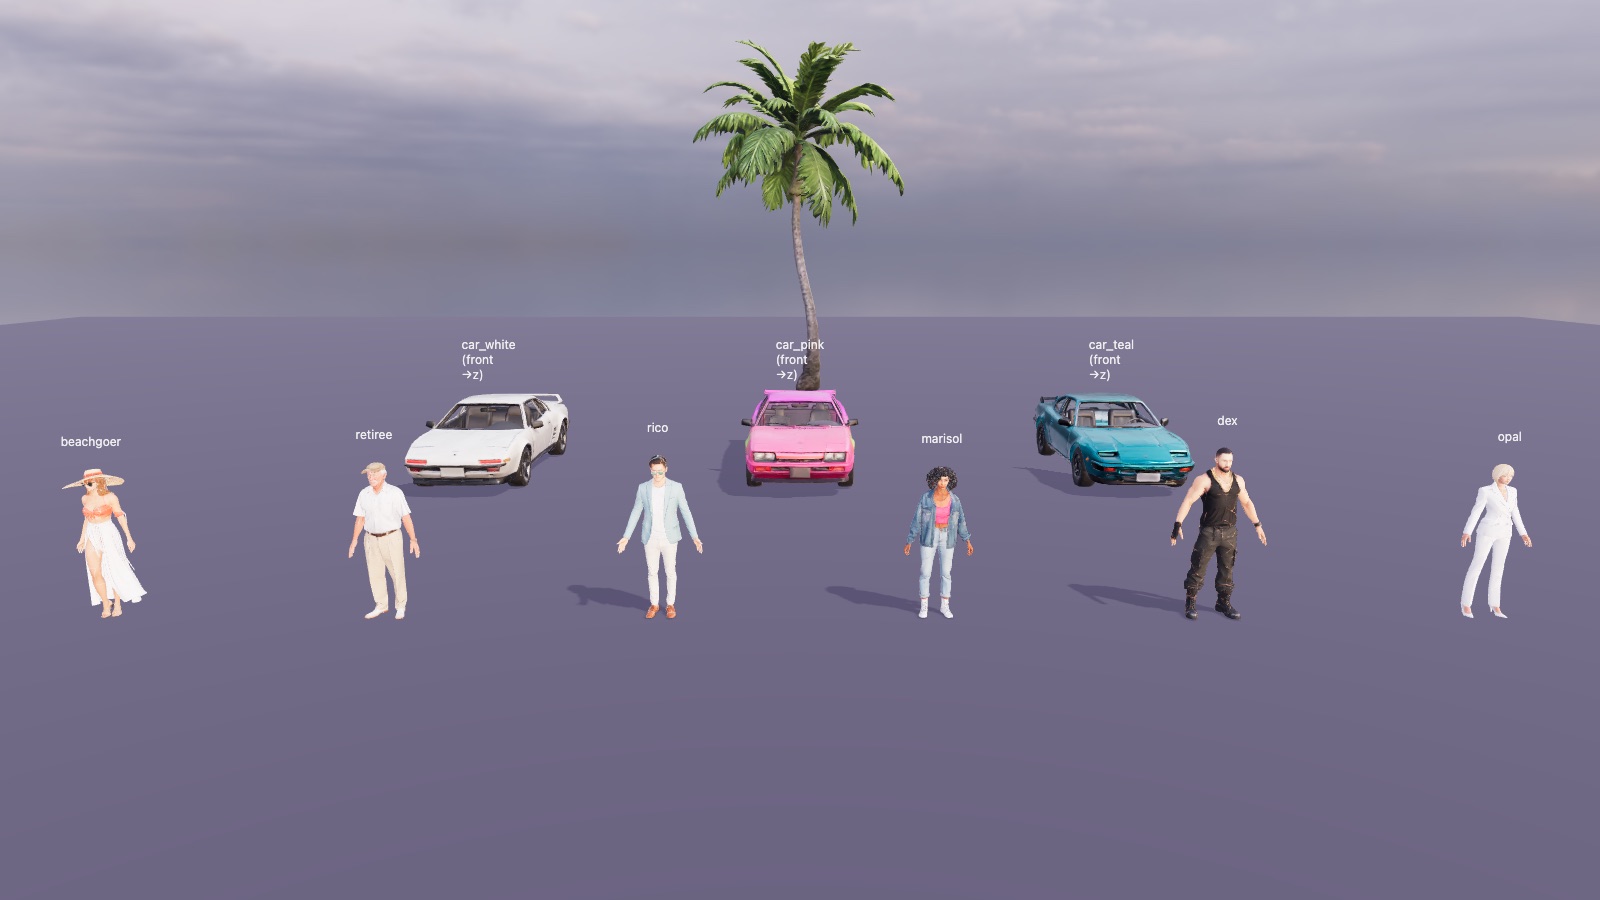 car_white
(front
→z)
car_pink
(front
→z)
car_teal
(front
→z)
beachgoer
retiree
rico
marisol
dex
opal